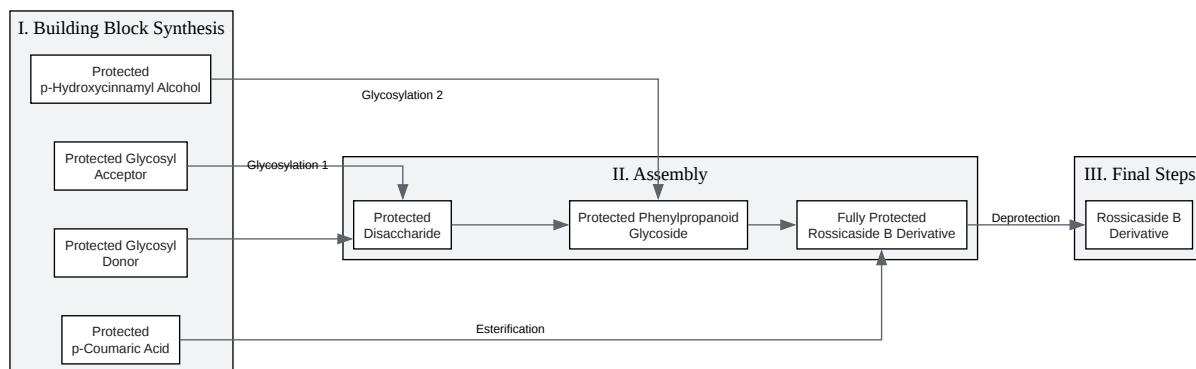 I. Building Block Synthesis
Protected
p-Hydroxycinnamyl Alcohol
Glycosylation 2
Protected Glycosyl
Acceptor
Glycosylation 1
Protected Glycosyl
Donor
Protected
p-Coumaric Acid
Esterification
II. Assembly
Protected
Disaccharide
Protected Phenylpropanoid
Glycoside
Fully Protected
Rossicaside B Derivative
Deprotection
III. Final Steps
Rossicaside B
Derivative